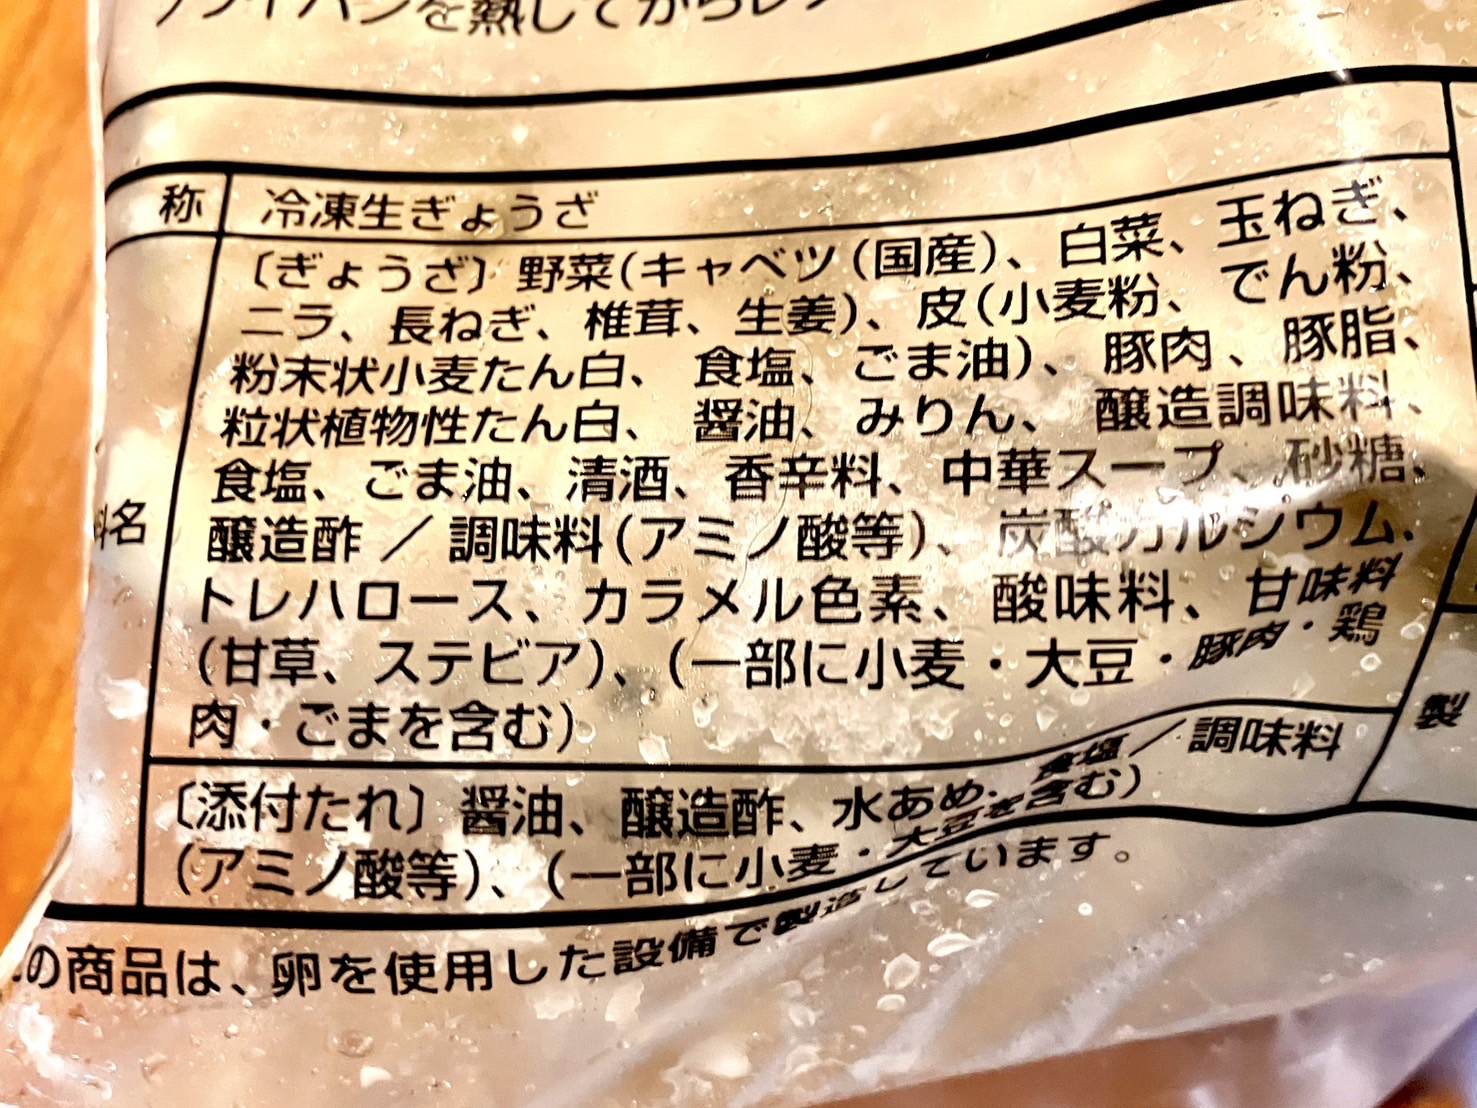 フライパンを熱してから
称 冷凍生ぎょうざ
〔ぎょうざ〕野菜(キャベツ(国産)、白菜、玉ねぎ、
ニラ、長ねぎ、椎茸、生姜)、皮(小麦粉、でん粉、
粉末状小麦たん白、食塩、ごま油)、豚肉、豚脂、
粒状植物性たん白、醤油、みりん、醸造調味料、
食塩、ごま油、清酒、香辛料、中華スープ、砂糖、
料名
醸造酢／調味料(アミノ酸等)、炭酸カルシウム、
トレハロース、カラメル色素、酸味料、甘味料
(甘草、ステビア)、(一部に小麦・大豆・豚肉・鶏
肉・ごまを含む)
製
〔添付たれ〕醤油、醸造酢、水あめ、食塩／調味料
(アミノ酸等)、(一部に小麦・大豆を含む)
の商品は、卵を使用した設備で製造しています。